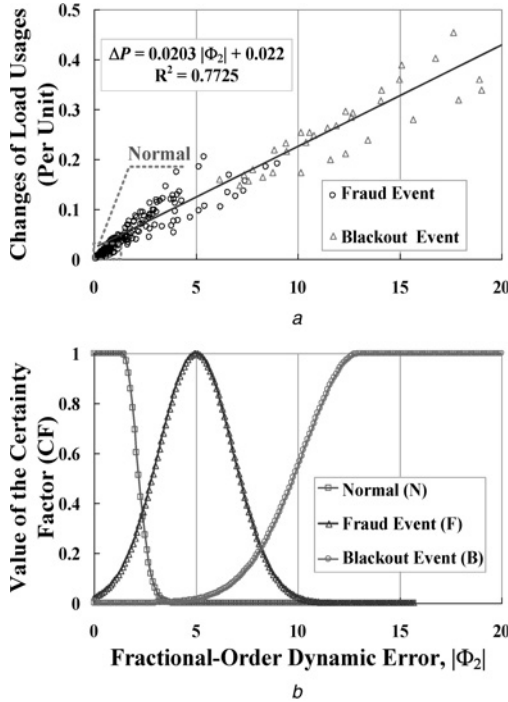 0.5
ΔP = 0.0203 |Φ₂| + 0.022
R² = 0.7725
0.4
0.3
Normal
0.2
Fraud Event
0.1
Blackout Event
0
0 5 10 15 20
Changes of Load Usages
(Per Unit)
a
1
0.8
0.6
Normal (N)
0.4
Fraud Event (F)
0.2
Blackout Event (B)
0
0 5 10 15 20
Value of the Certainty
Factor (CF)
Fractional-Order Dynamic Error, |Φ₂|
b